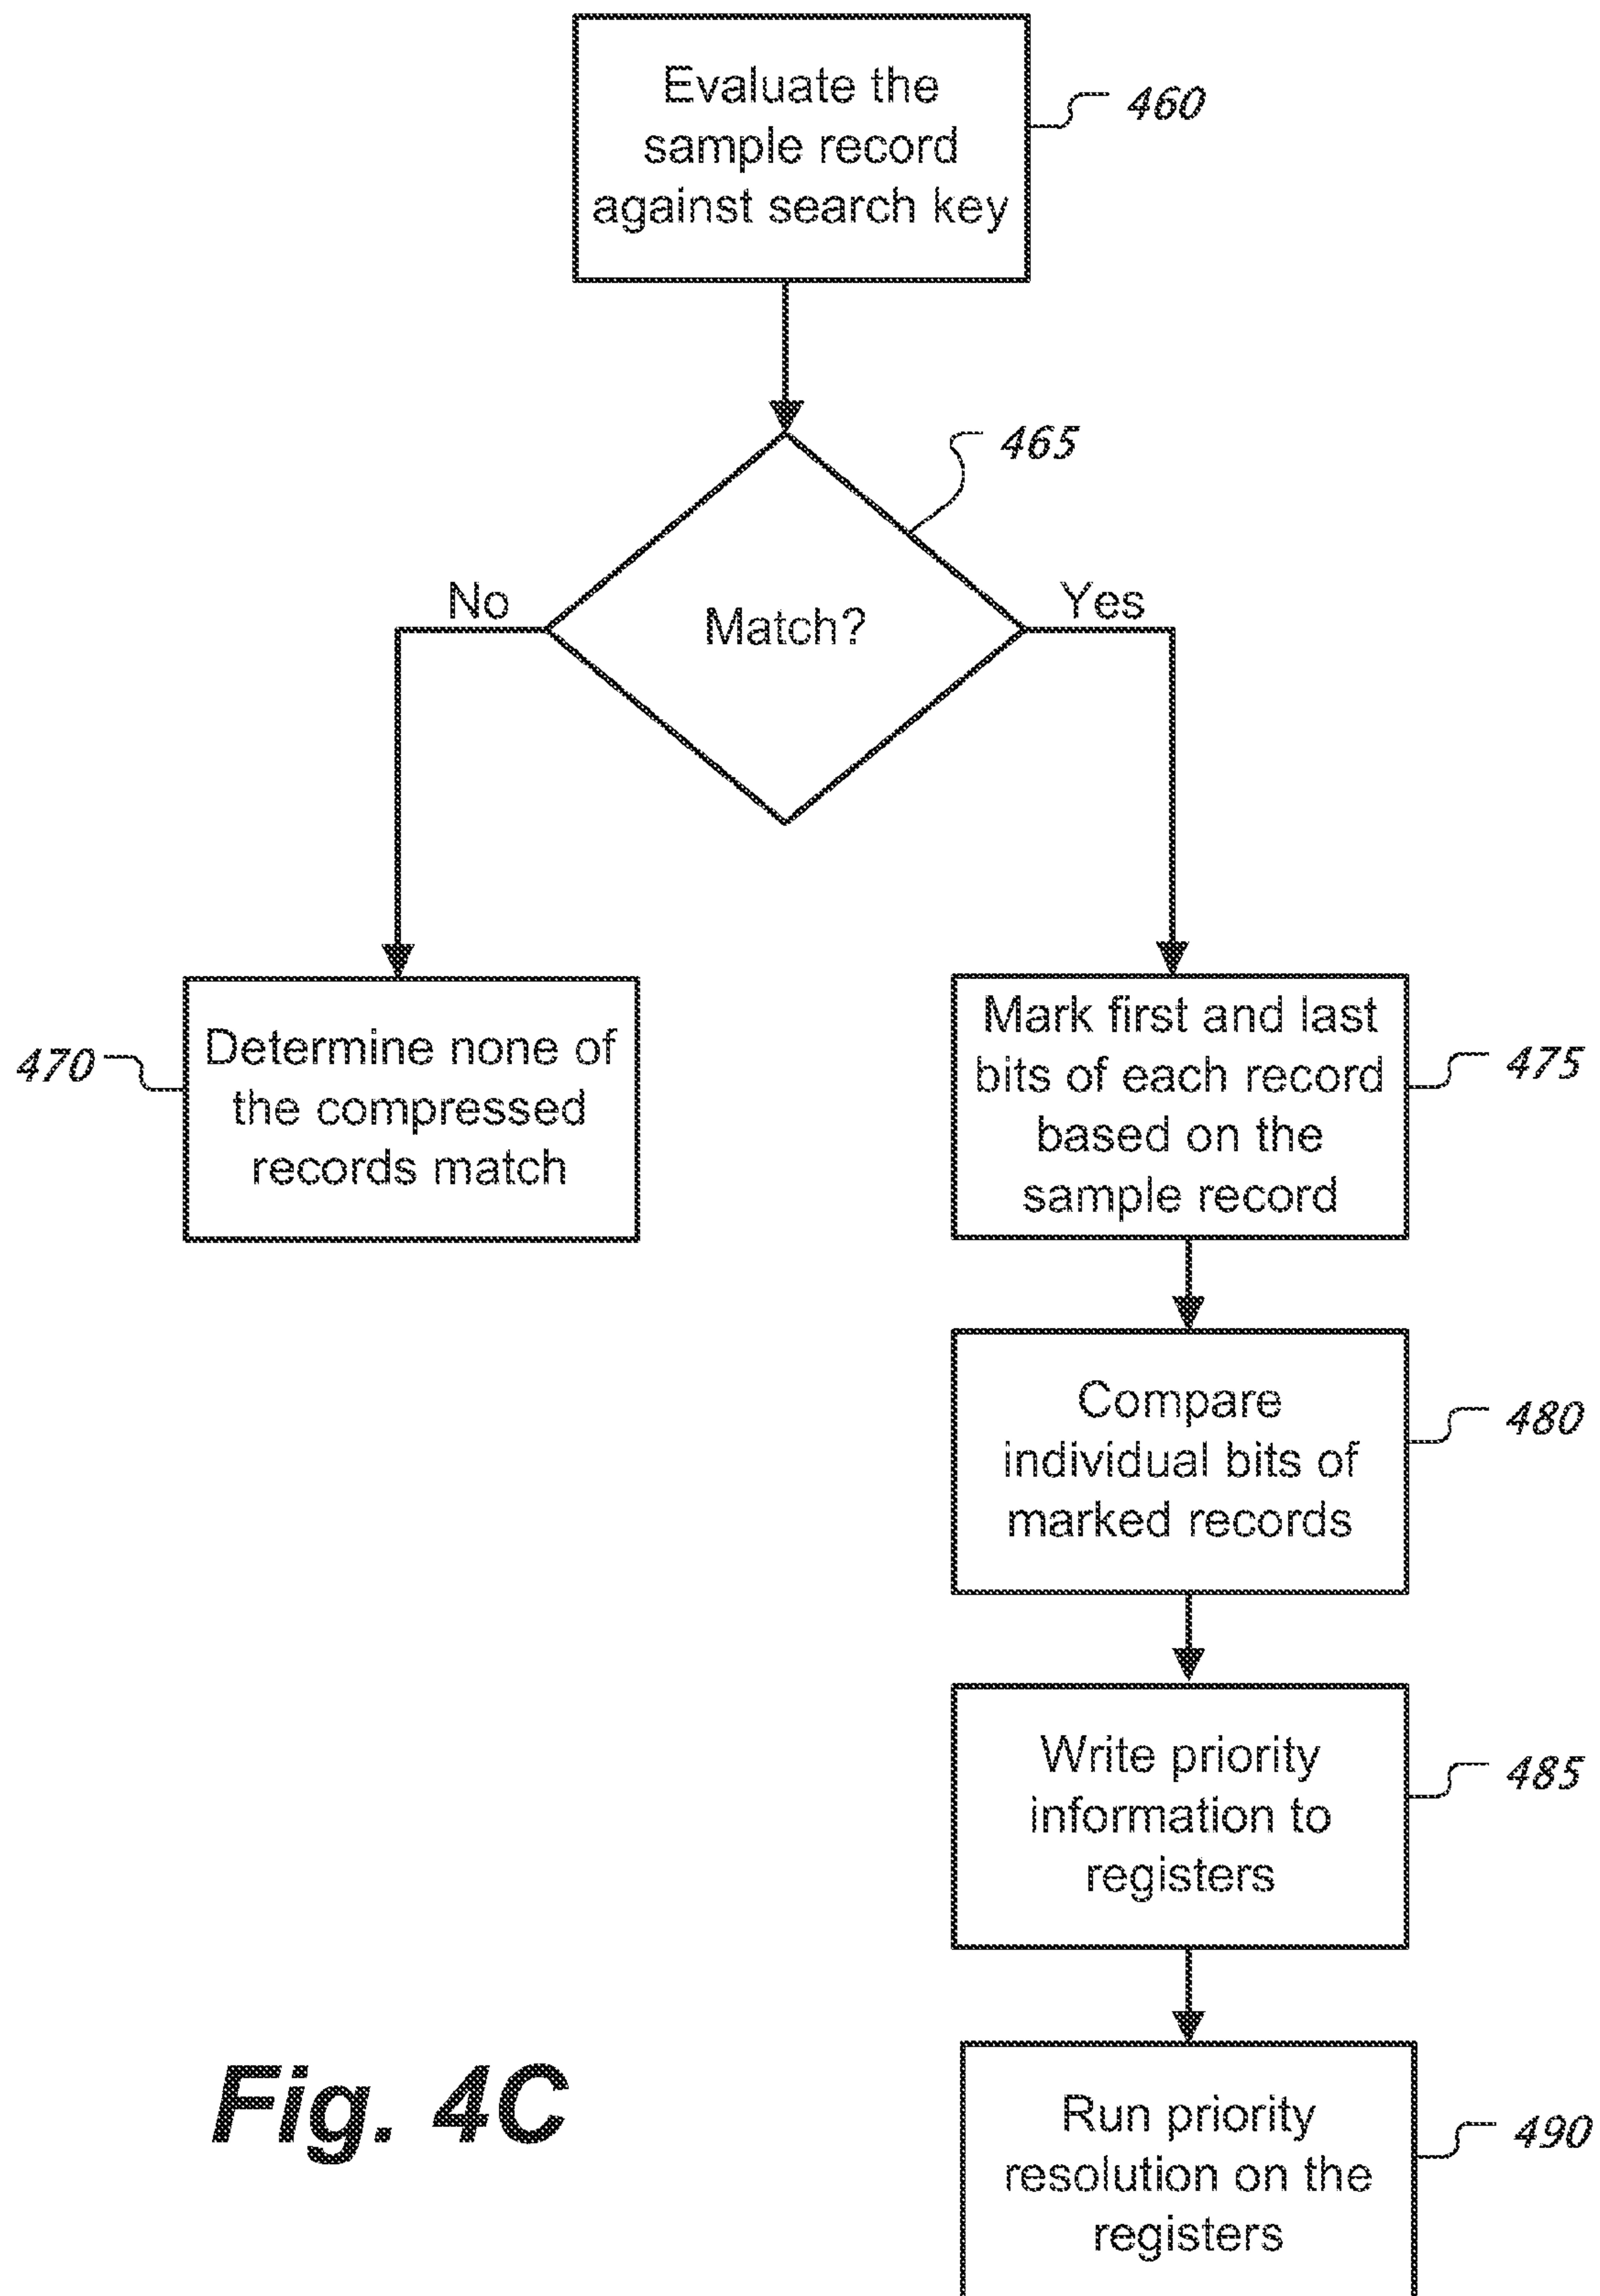 Evaluate the
sample record
against search key
460
465
Match?
No
Yes
470
Determine none of
the compressed
records match
Mark first and last
bits of each record
based on the
sample record
475
Compare
individual bits of
marked records
480
Write priority
information to
registers
485
Run priority
resolution on the
registers
490
Fig. 4C